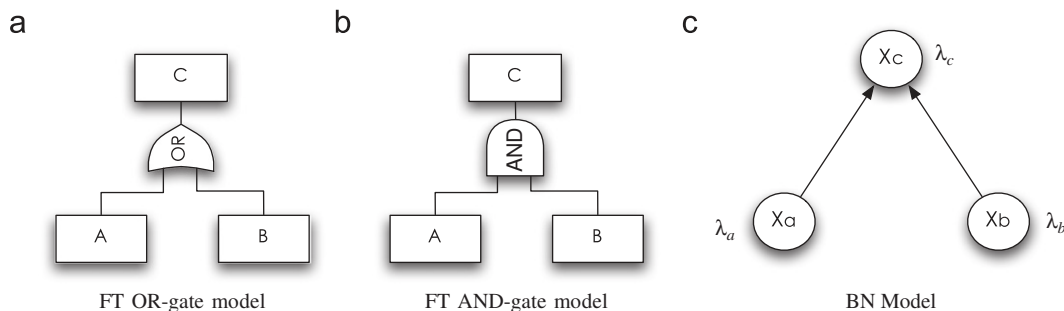 a
C
OR
A
B
FT OR-gate model
b
C
AND
A
B
FT AND-gate model
c
Xc
λc
λa
Xa
Xb
λb
BN Model